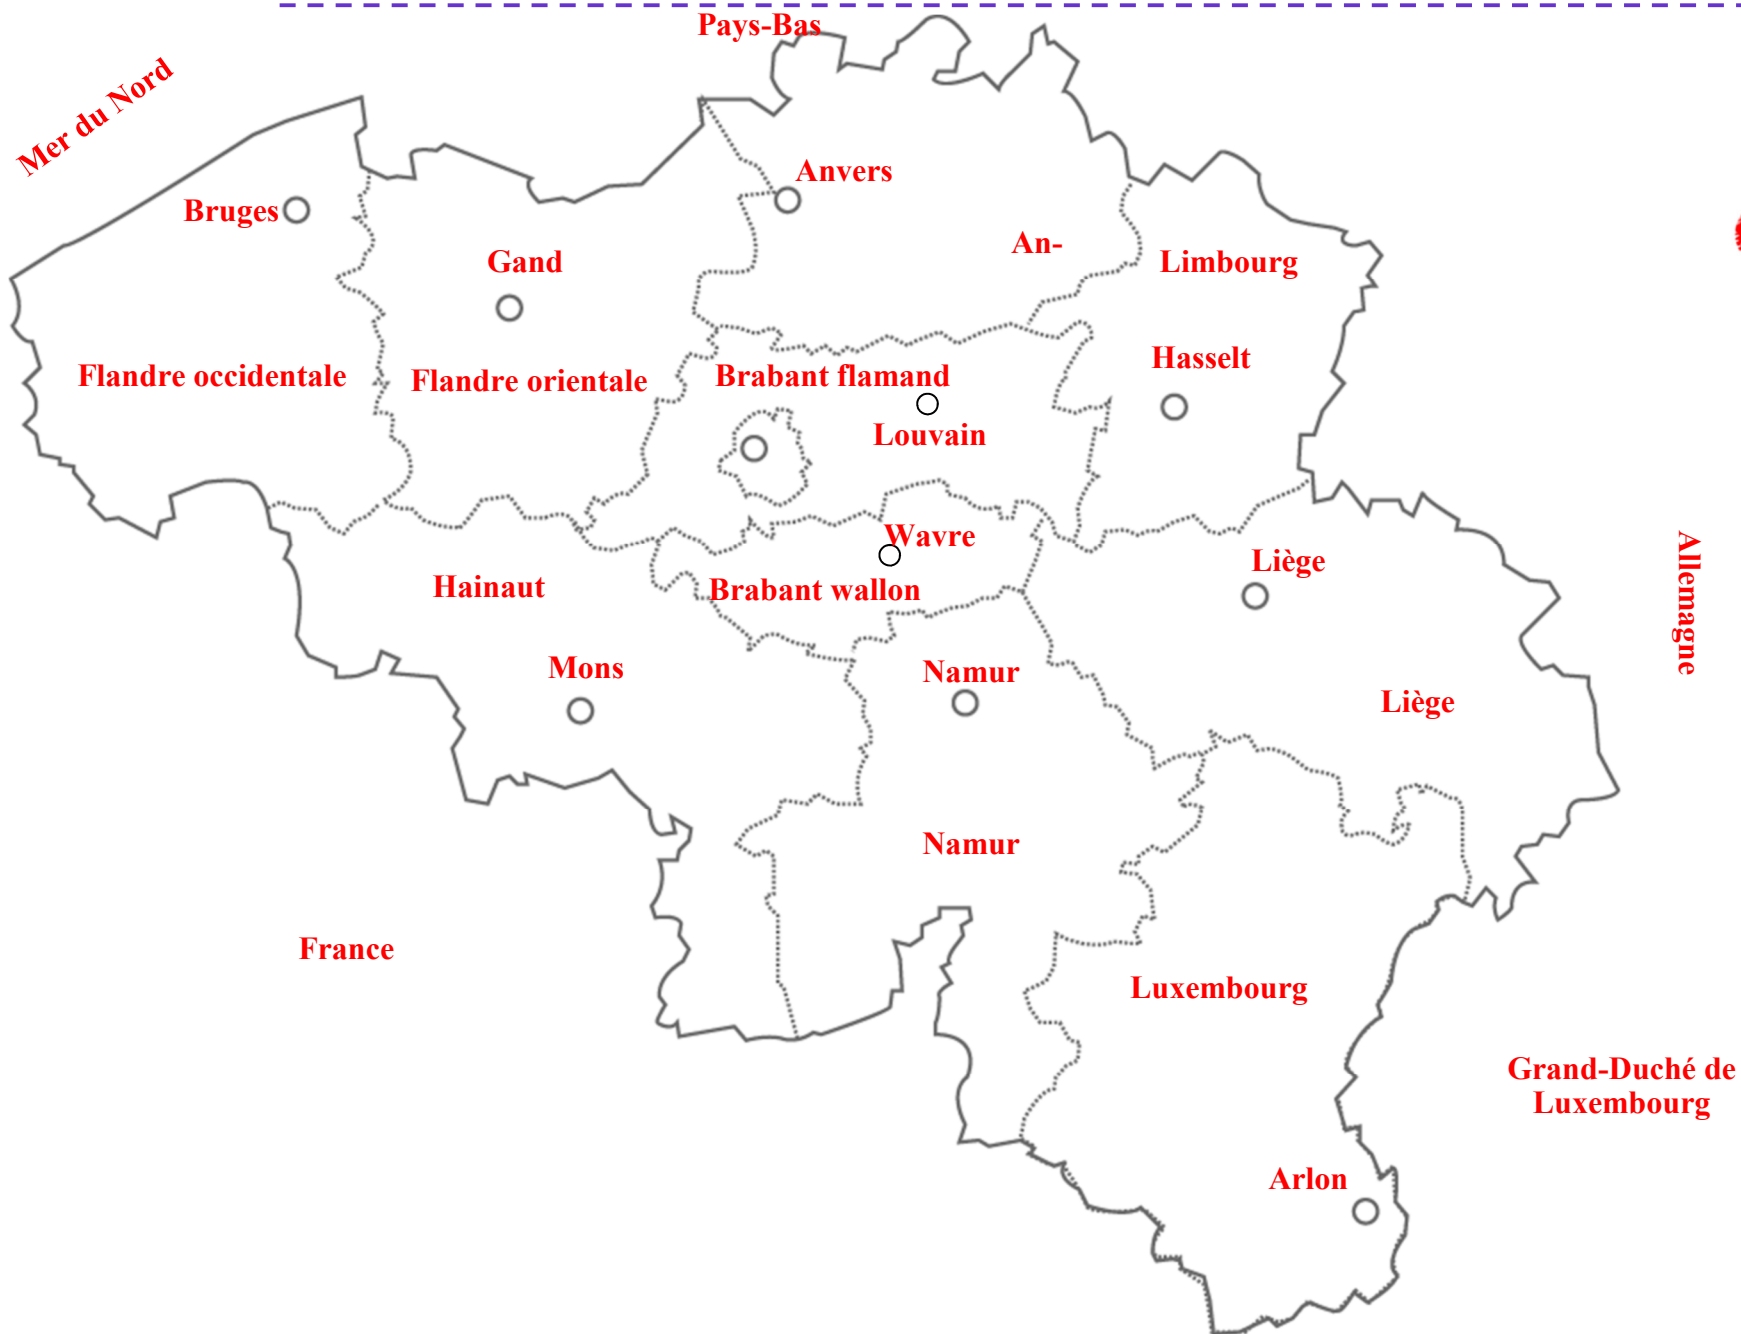 Pays-Bas
Mer du Nord
Anvers
Bruges
An-
Gand
Limbourg
Hasselt
Flandre occidentale
Flandre orientale
Brabant flamand
Louvain
Wavre
Liège
Allemagne
Hainaut
Brabant wallon
Mons
Namur
Liège
Namur
France
Luxembourg
Grand-Duché de
Luxembourg
Arlon